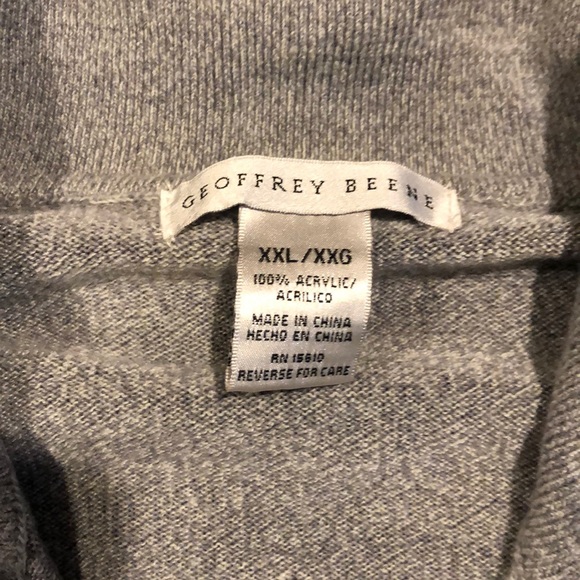 GEOFFREY BEENE
XXL/XXG
100% ACRYLIC/
ACRILICO
MADE IN CHINA
HECHO EN CHINA
RN 15610
REVERSE FOR CARE